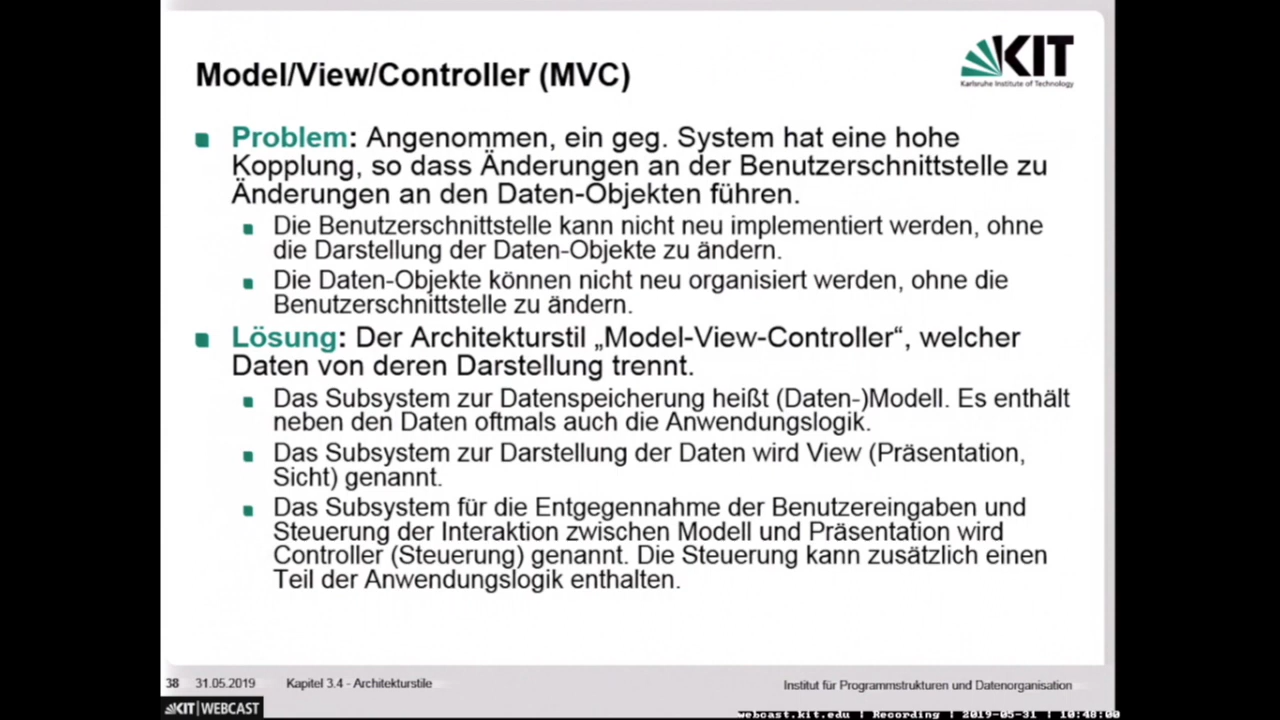 Model/View/Controller (MVC)
KIT
Karlsruhe Institute of Technology
Problem: Angenommen, ein geg. System hat eine hohe
Kopplung, so dass Änderungen an der Benutzerschnittstelle zu
Änderungen an den Daten-Objekten führen.
Die Benutzerschnittstelle kann nicht neu implementiert werden, ohne
die Darstellung der Daten-Objekte zu ändern.
Die Daten-Objekte können nicht neu organisiert werden, ohne die
Benutzerschnittstelle zu ändern.
Lösung: Der Architekturstil „Model-View-Controller“, welcher
Daten von deren Darstellung trennt.
Das Subsystem zur Datenspeicherung heißt (Daten-)Modell. Es enthält
neben den Daten oftmals auch die Anwendungslogik.
Das Subsystem zur Darstellung der Daten wird View (Präsentation,
Sicht) genannt.
Das Subsystem für die Entgegennahme der Benutzereingaben und
Steuerung der Interaktion zwischen Modell und Präsentation wird
Controller (Steuerung) genannt. Die Steuerung kann zusätzlich einen
Teil der Anwendungslogik enthalten.
38 31.05.2019 Kapitel 3.4 - Architekturstile Institut für Programmstrukturen und Datenorganisation
KIT | WEBCAST
webcast.kit.edu | Recording | 2019-05-31 | 10:48:00